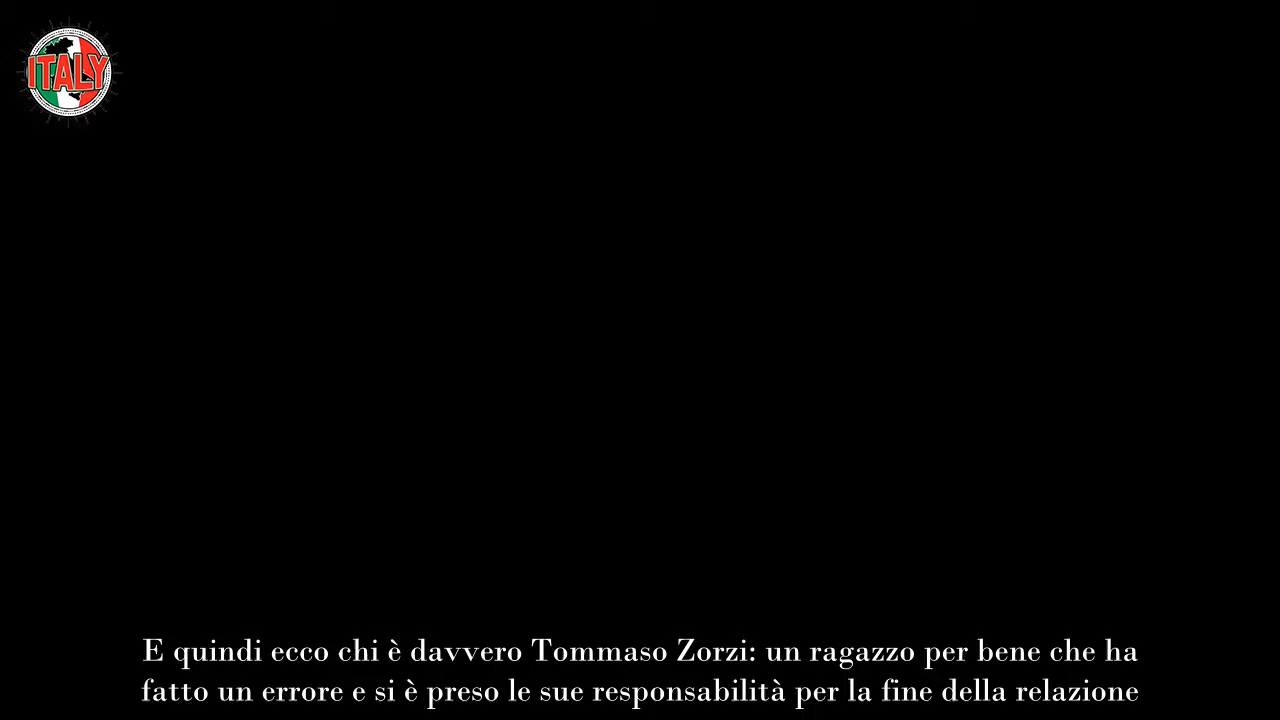 ITALY
E quindi ecco chi è davvero Tommaso Zorzi: un ragazzo per bene che ha
fatto un errore e si è preso le sue responsabilità per la fine della relazione